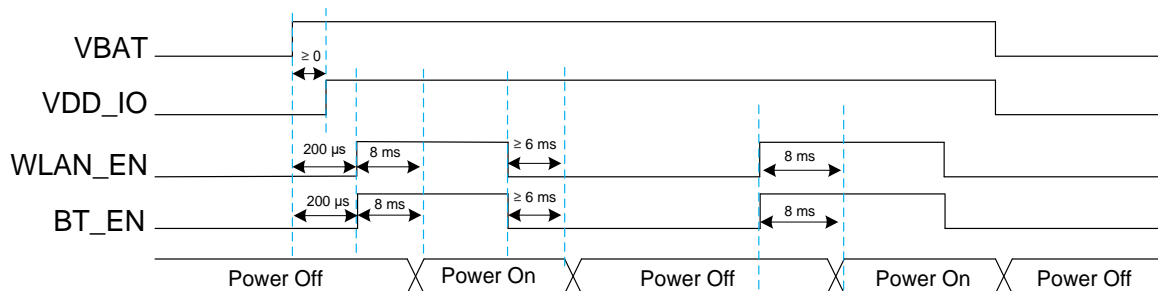 VBAT
≥ 0
VDD_IO
WLAN_EN
200 µs
8 ms
≥ 6 ms
8 ms
BT_EN
200 µs
8 ms
≥ 6 ms
8 ms
Power Off
Power On
Power Off
Power On
Power Off